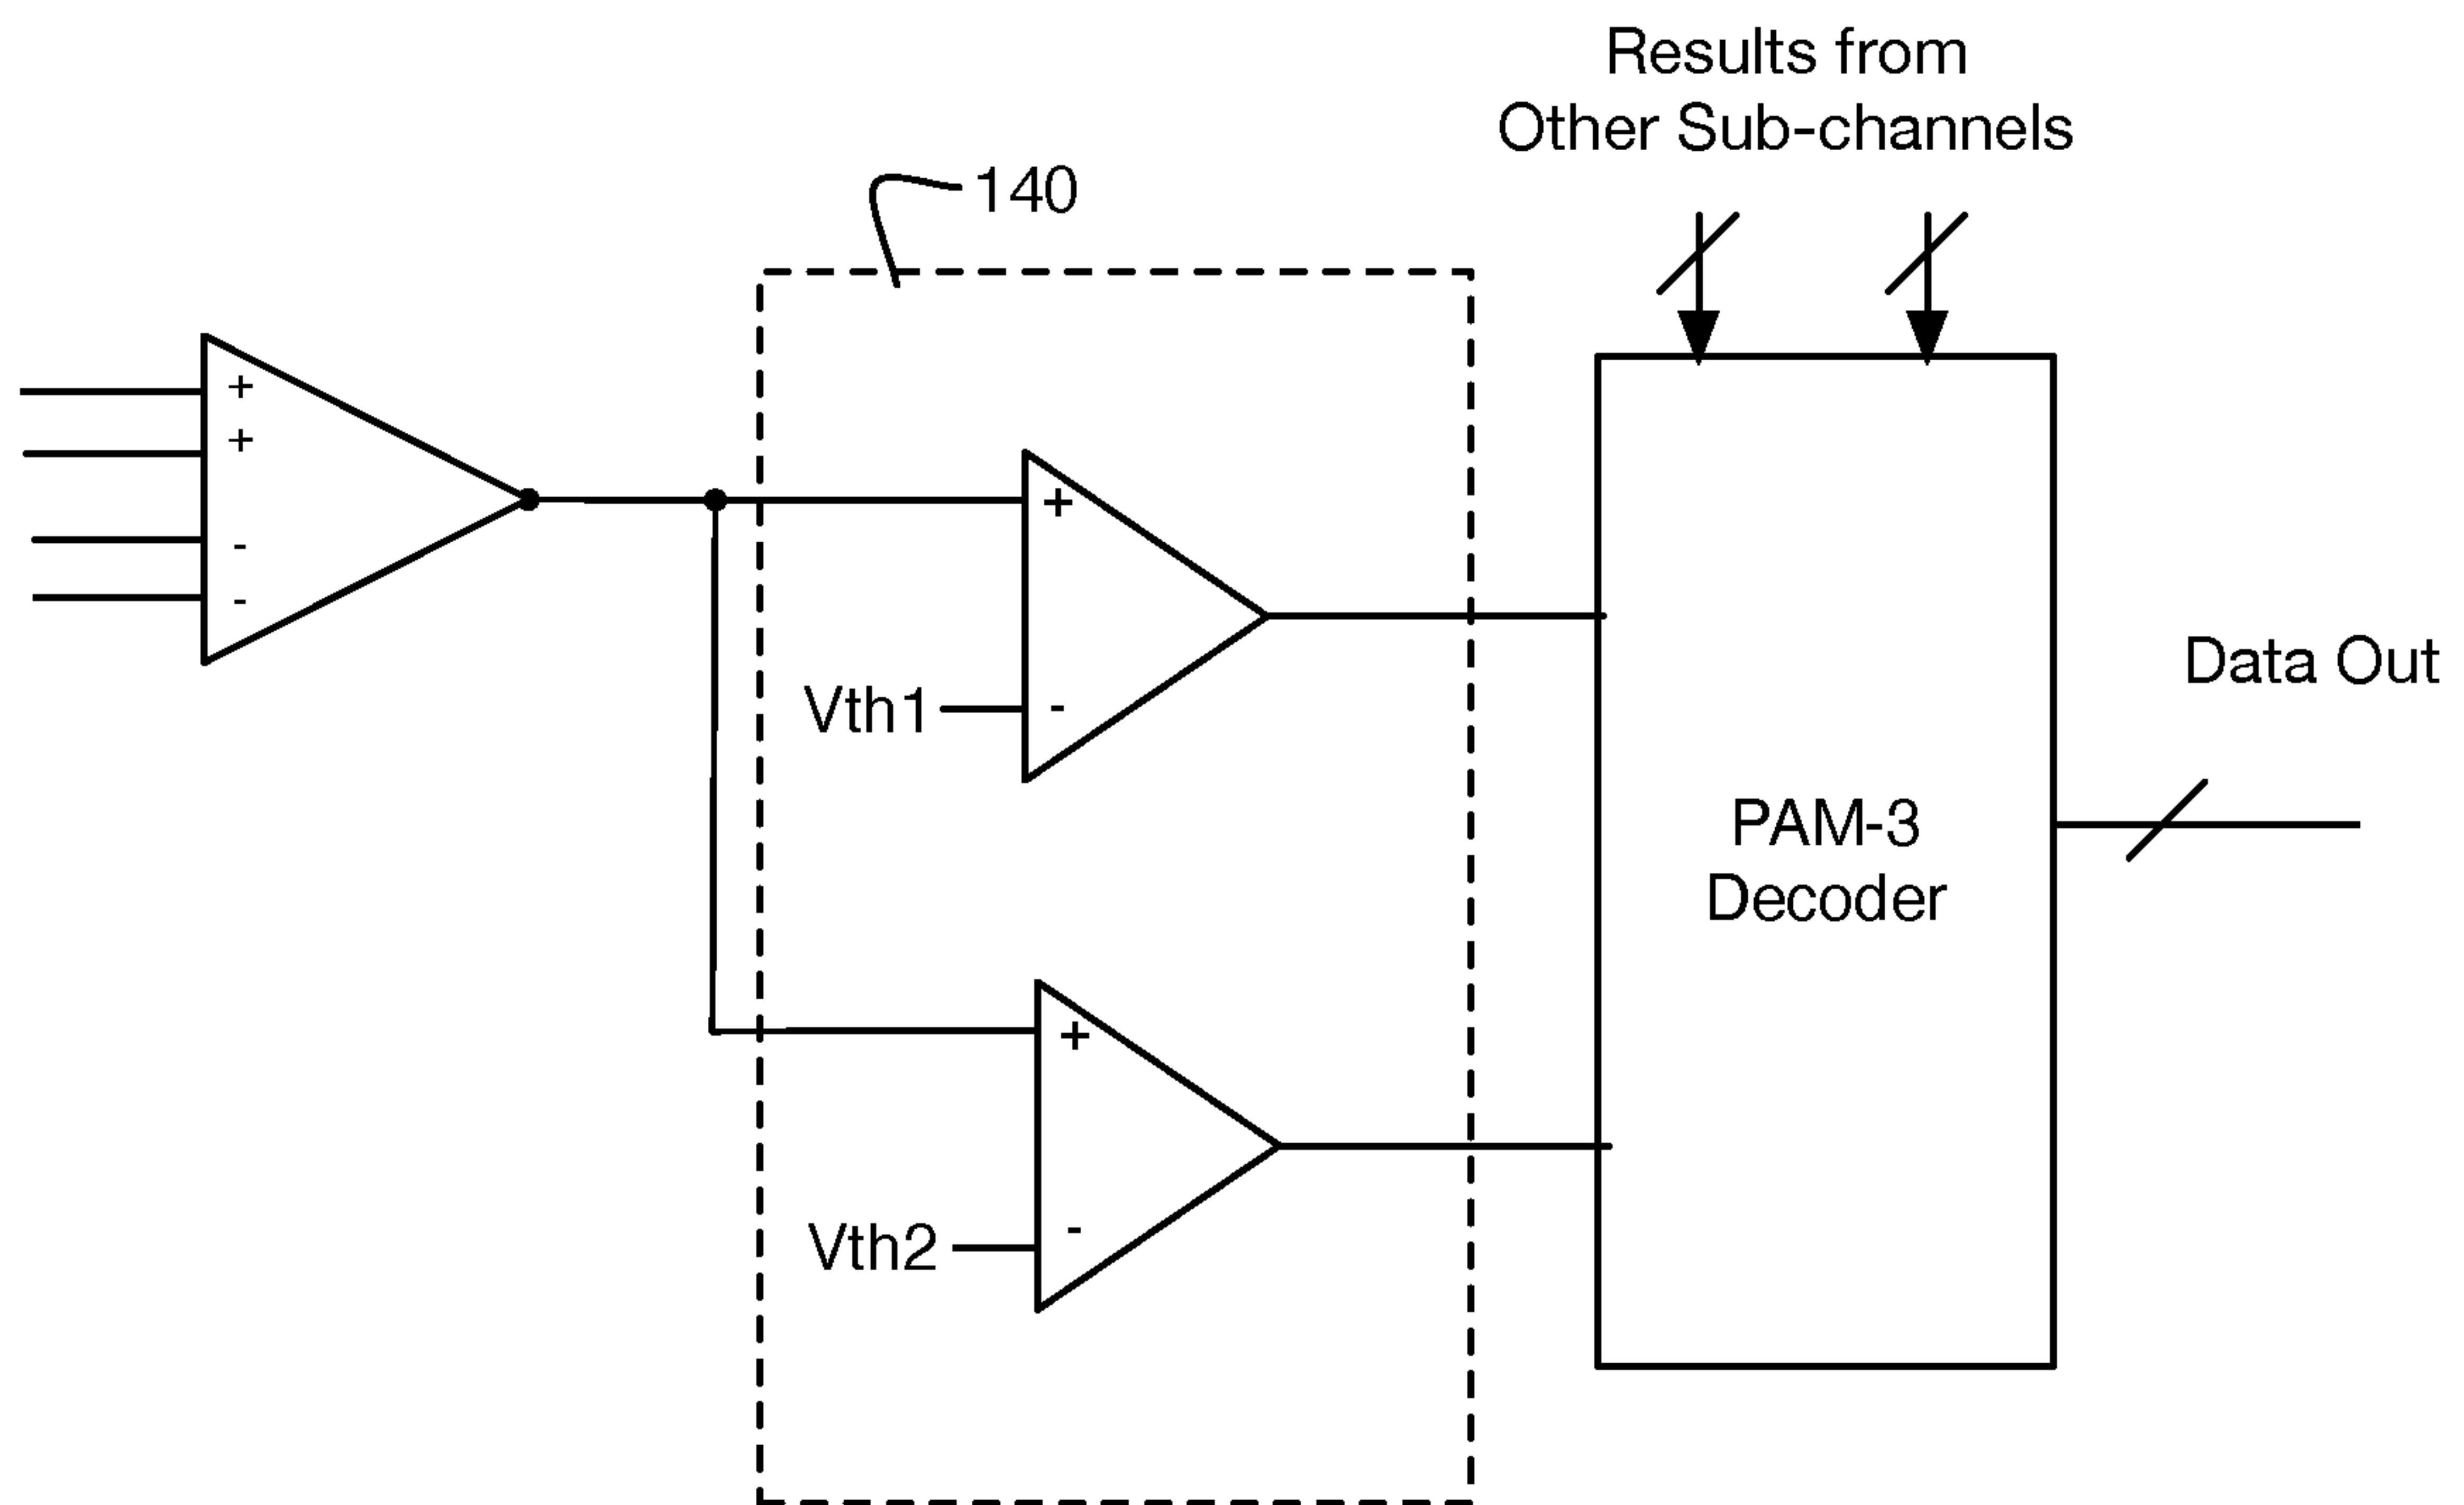 Results from
Other Sub-channels
140
+
+
-
-
+
Vth1
-
Data Out
PAM-3
Decoder
+
Vth2
-